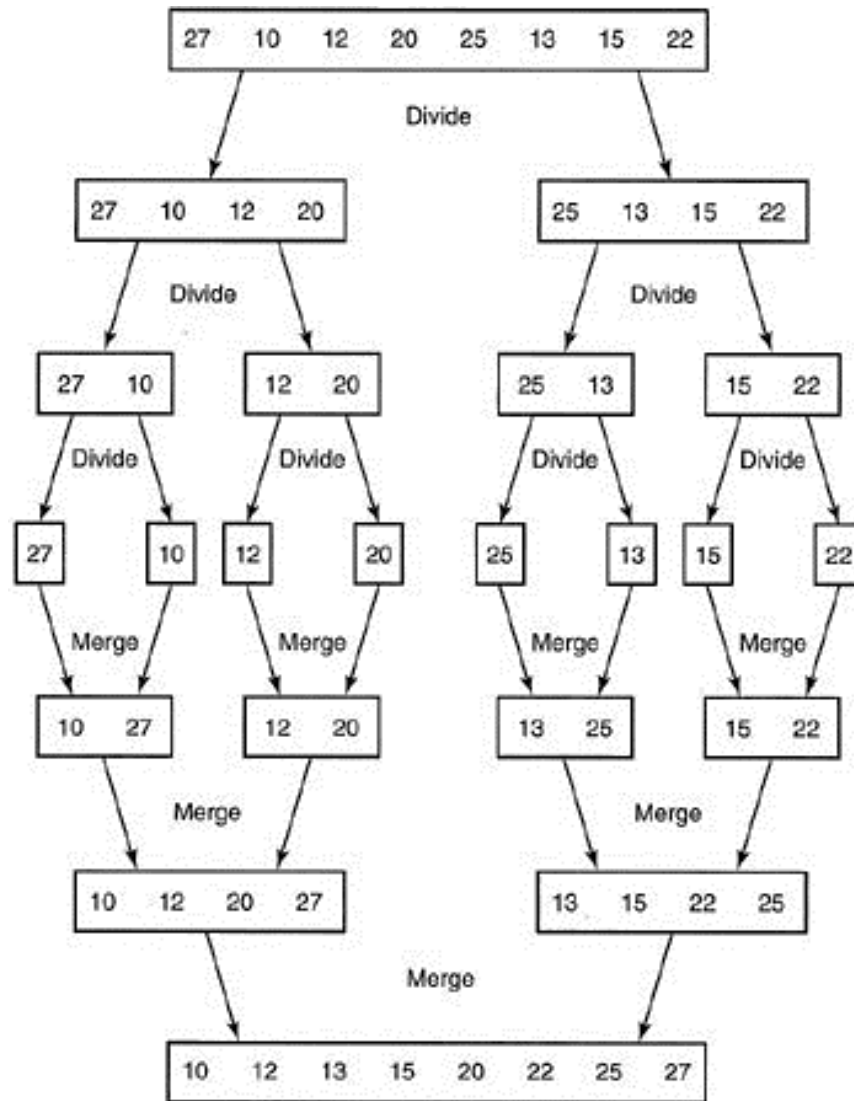 27 10 12 20 25 13 15 22
Divide
27 10 12 20
25 13 15 22
Divide
Divide
27 10
12 20
25 13
15 22
Divide
Divide
Divide
Divide
27
10
12
20
25
13
15
22
Merge
Merge
Merge
Merge
10 27
12 20
13 25
15 22
Merge
Merge
10 12 20 27
13 15 22 25
Merge
10 12 13 15 20 22 25 27